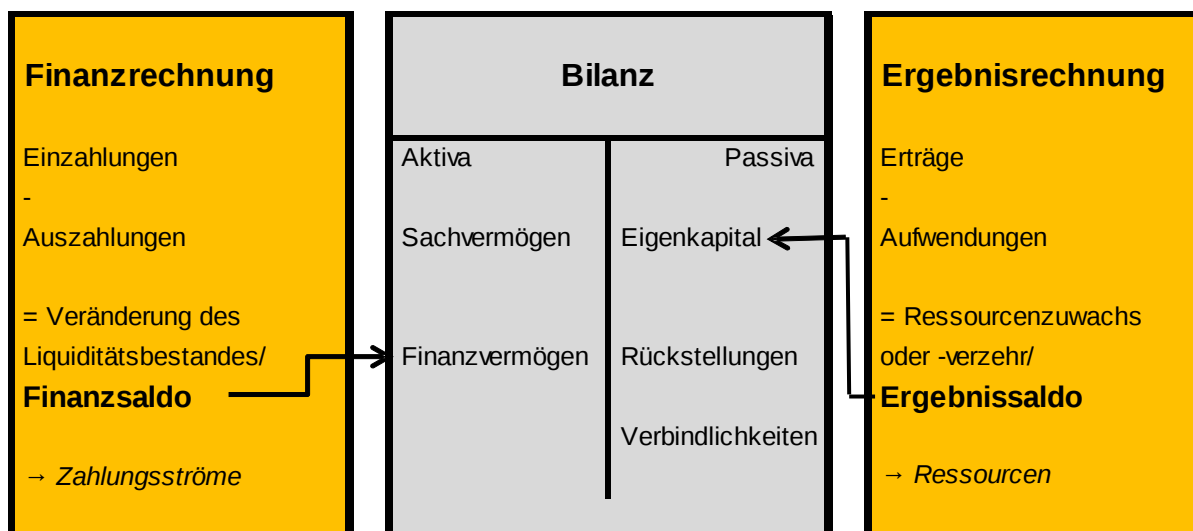 Finanzrechnung
Einzahlungen
-
Auszahlungen
= Veränderung des
Liquiditätsbestandes/
Finanzsaldo
→ Zahlungsströme
Bilanz
Aktiva
Passiva
Sachvermögen
Eigenkapital
Finanzvermögen
Rückstellungen
Verbindlichkeiten
Ergebnisrechnung
Erträge
-
Aufwendungen
= Ressourcenzuwachs
oder -verzehr/
Ergebnissaldo
→ Ressourcen